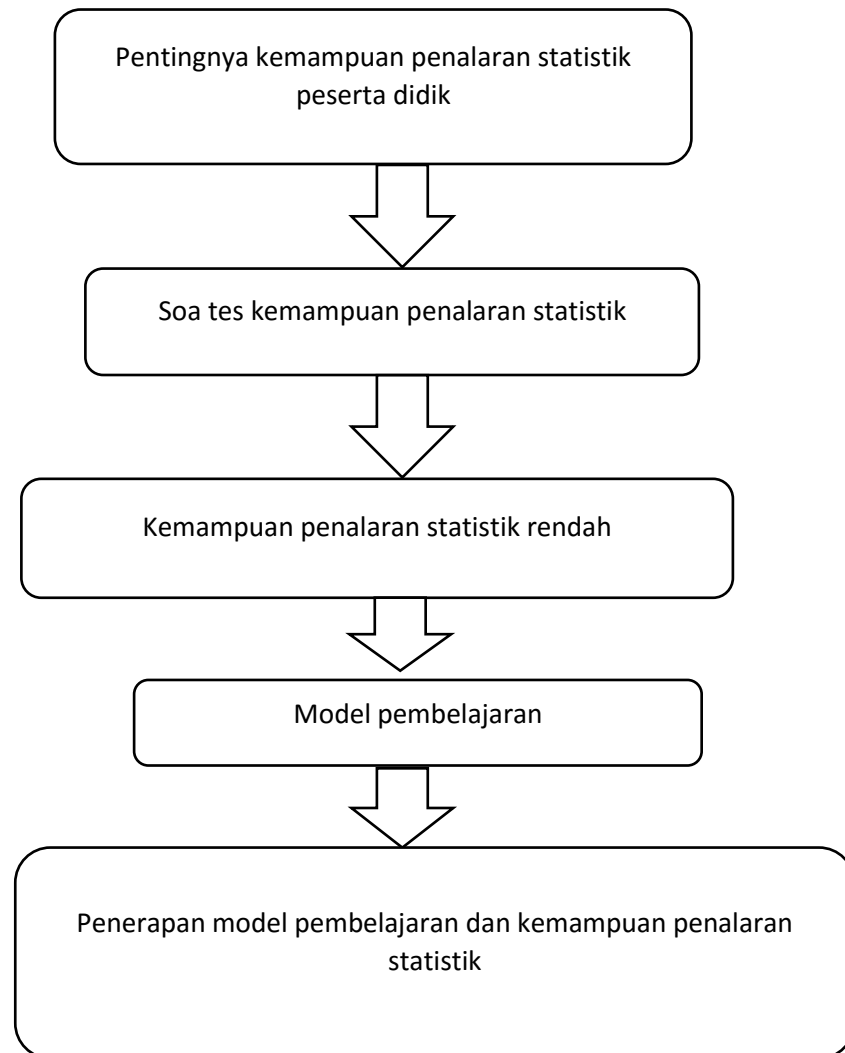 Pentingnya kemampuan penalaran statistik
peserta didik
Soa tes kemampuan penalaran statistik
Kemampuan penalaran statistik rendah
Model pembelajaran
Penerapan model pembelajaran dan kemampuan penalaran
statistik